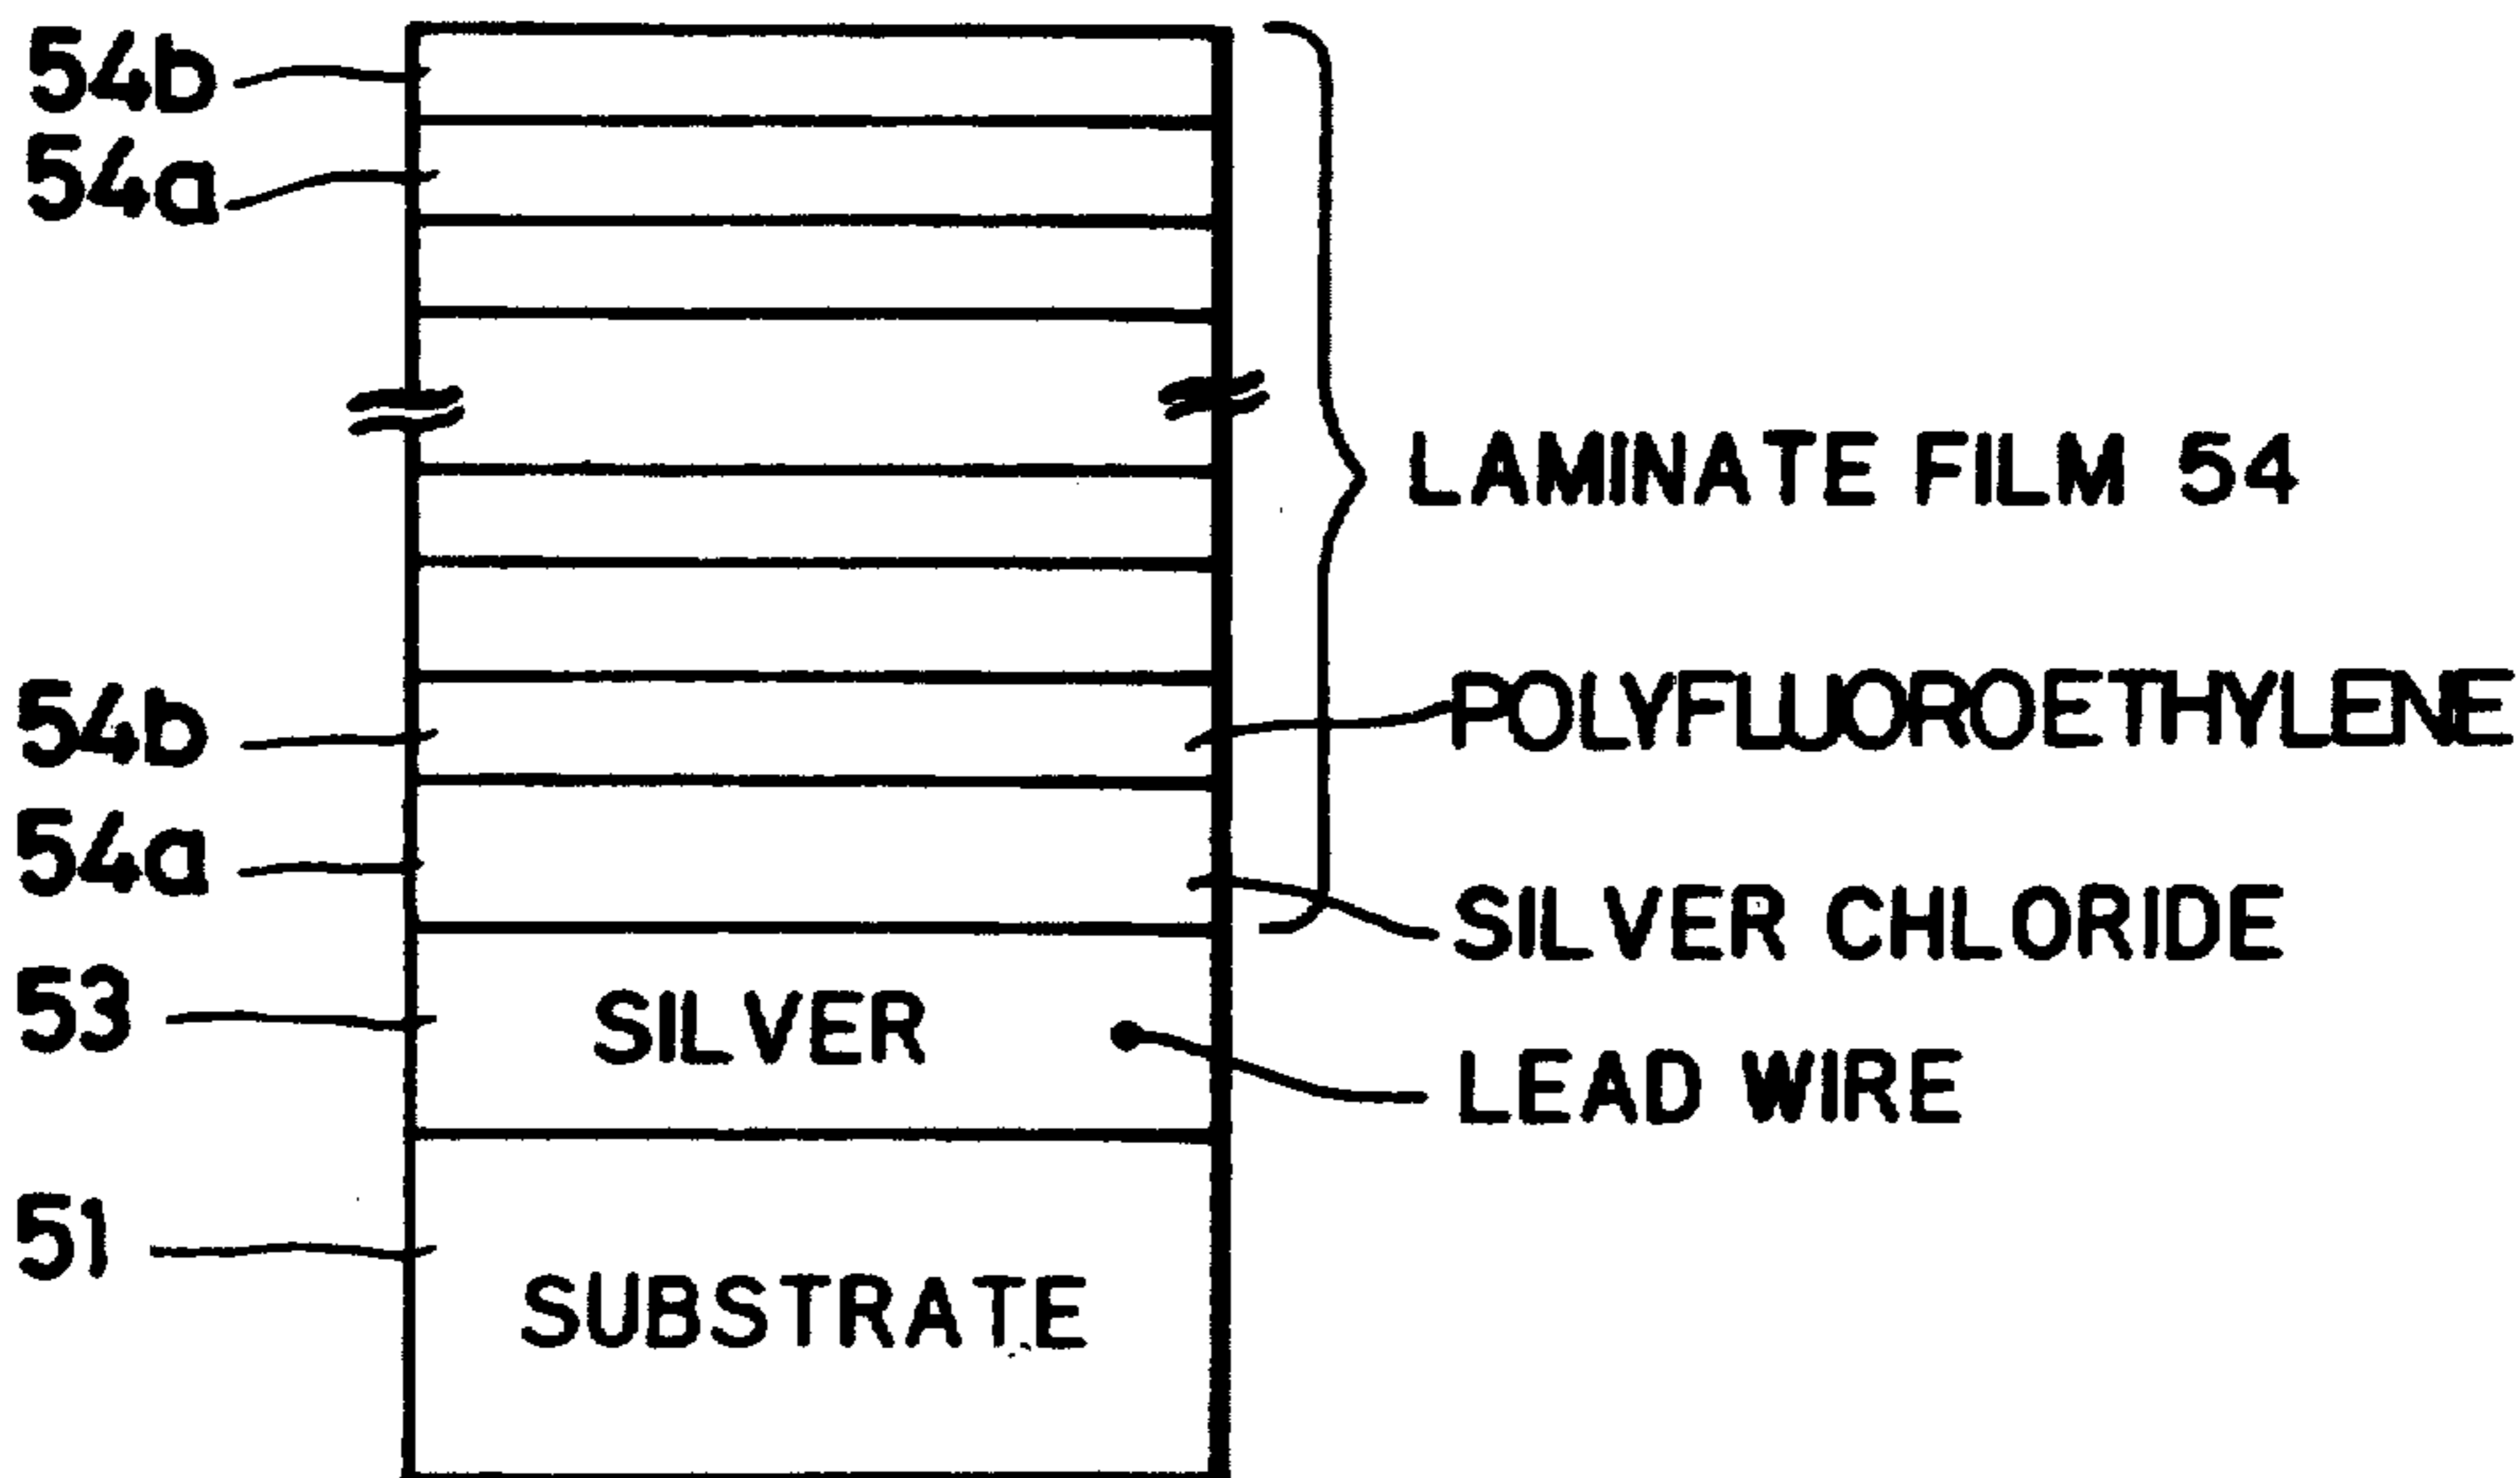 54b
54a
LAMINATE FILM 54
54b
POLYFLUOROETHYLENE
54a
SILVER CHLORIDE
53
SILVER
LEAD WIRE
51
SUBSTRATE